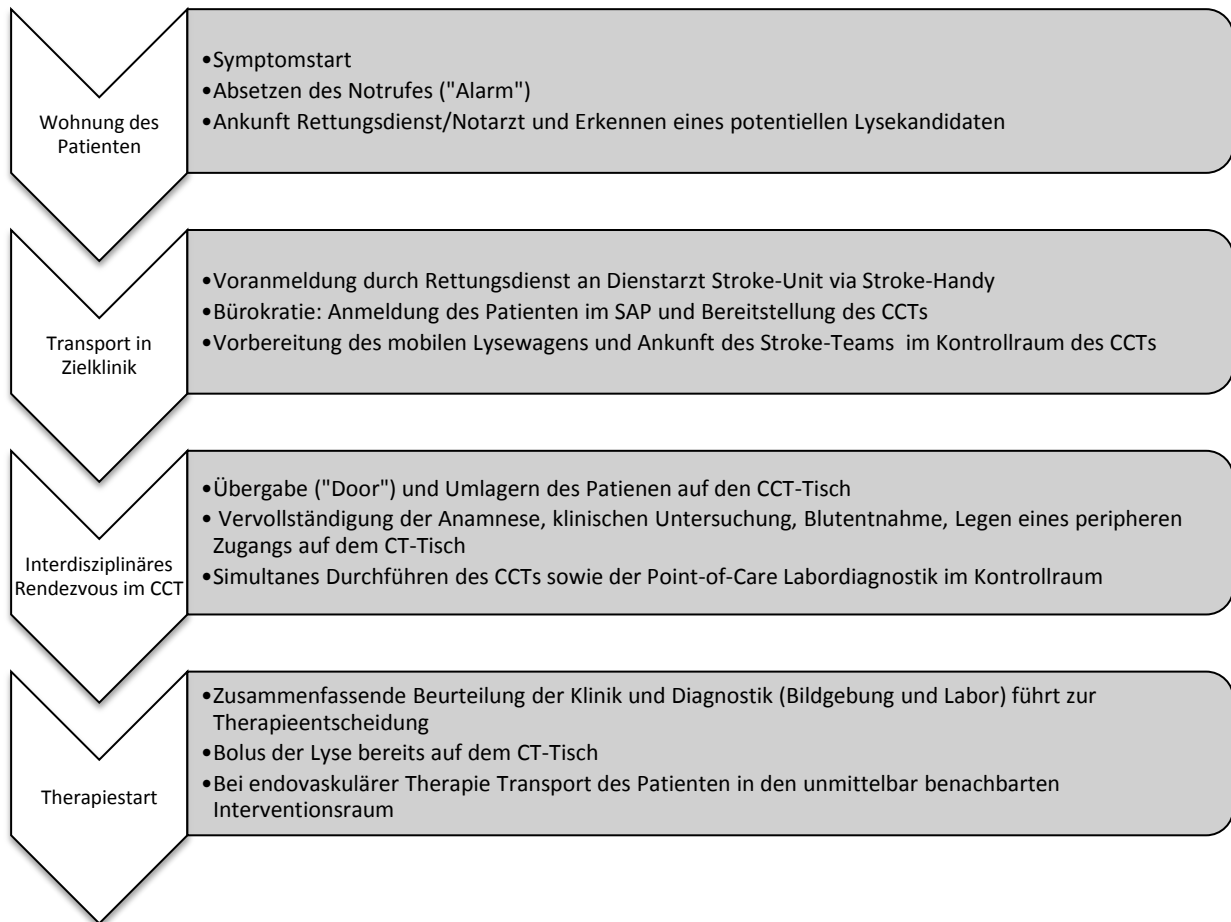 Wohnung des
Patienten
•Symptomstart
•Absetzen des Notrufes ("Alarm")
•Ankunft Rettungsdienst/Notarzt und Erkennen eines potentiellen Lysekandidaten
Transport in
Zielklinik
•Voranmeldung durch Rettungsdienst an Dienstarzt Stroke-Unit via Stroke-Handy
•Bürokratie: Anmeldung des Patienten im SAP und Bereitstellung des CCTs
•Vorbereitung des mobilen Lysewagens und Ankunft des Stroke-Teams im Kontrollraum des CCTs
Interdisziplinäres
Rendezvous im CCT
•Übergabe ("Door") und Umlagern des Patienen auf den CCT-Tisch
• Vervollständigung der Anamnese, klinischen Untersuchung, Blutentnahme, Legen eines peripheren
Zugangs auf dem CT-Tisch
•Simultanes Durchführen des CCTs sowie der Point-of-Care Labordiagnostik im Kontrollraum
Therapiestart
•Zusammenfassende Beurteilung der Klinik und Diagnostik (Bildgebung und Labor) führt zur
Therapieentscheidung
•Bolus der Lyse bereits auf dem CT-Tisch
•Bei endovaskulärer Therapie Transport des Patienten in den unmittelbar benachbarten
Interventionsraum